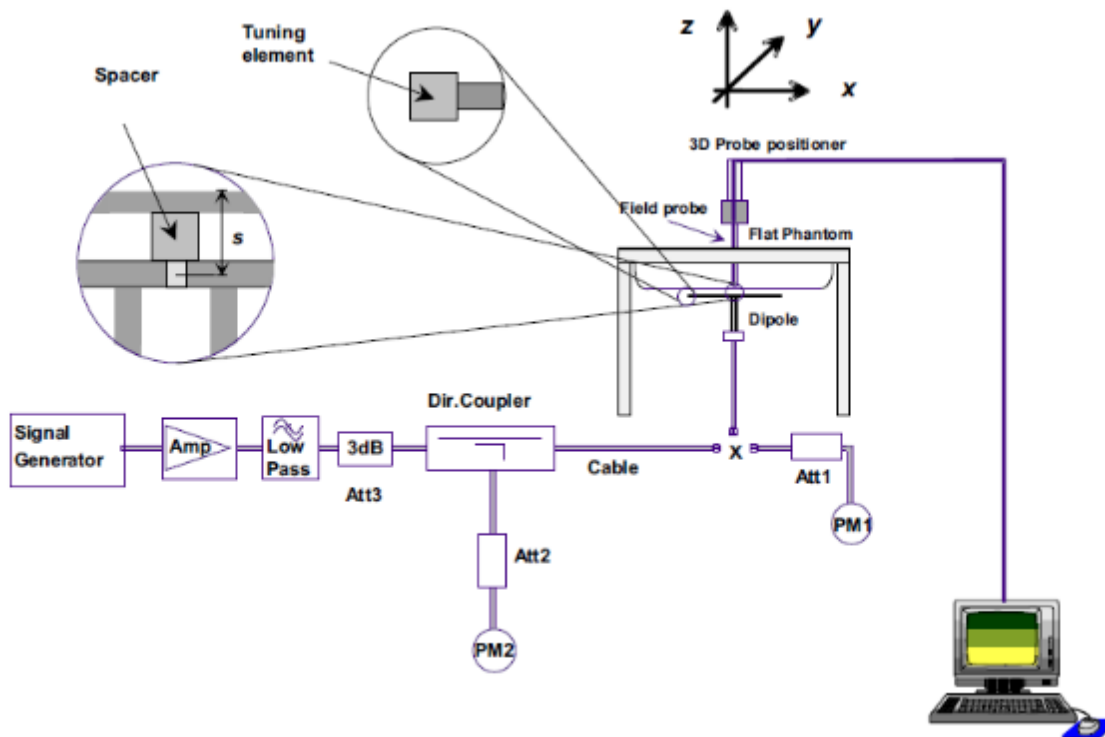 Tuning
element
Spacer
s
z
y
x
3D Probe positioner
Field probe
Flat Phantom
Dipole
Dir.Coupler
Signal
Generator
Amp
Low
Pass
3dB
Att3
Cable
X
Att1
PM1
Att2
PM2